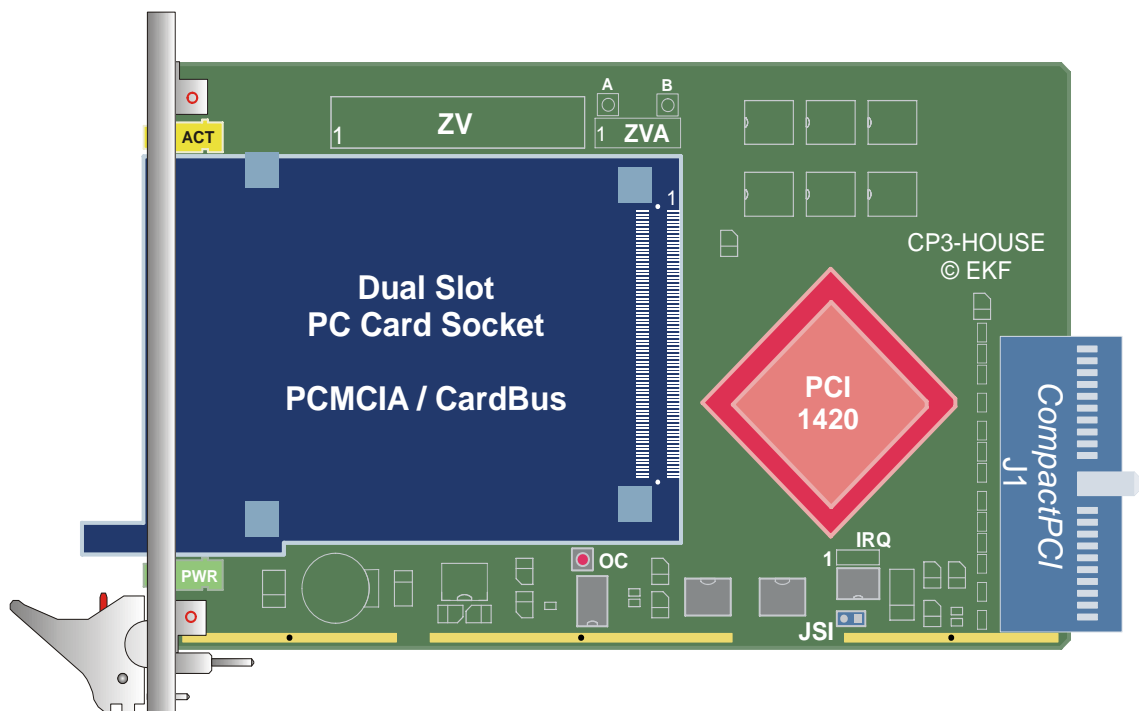 A
B
ACT
1
ZV
1
ZVA
1
CP3-HOUSE
© EKF
Dual Slot
PC Card Socket
PCMCIA / CardBus
PCI
1420
CompactPCI
J1
IRQ
1
OC
PWR
JSI